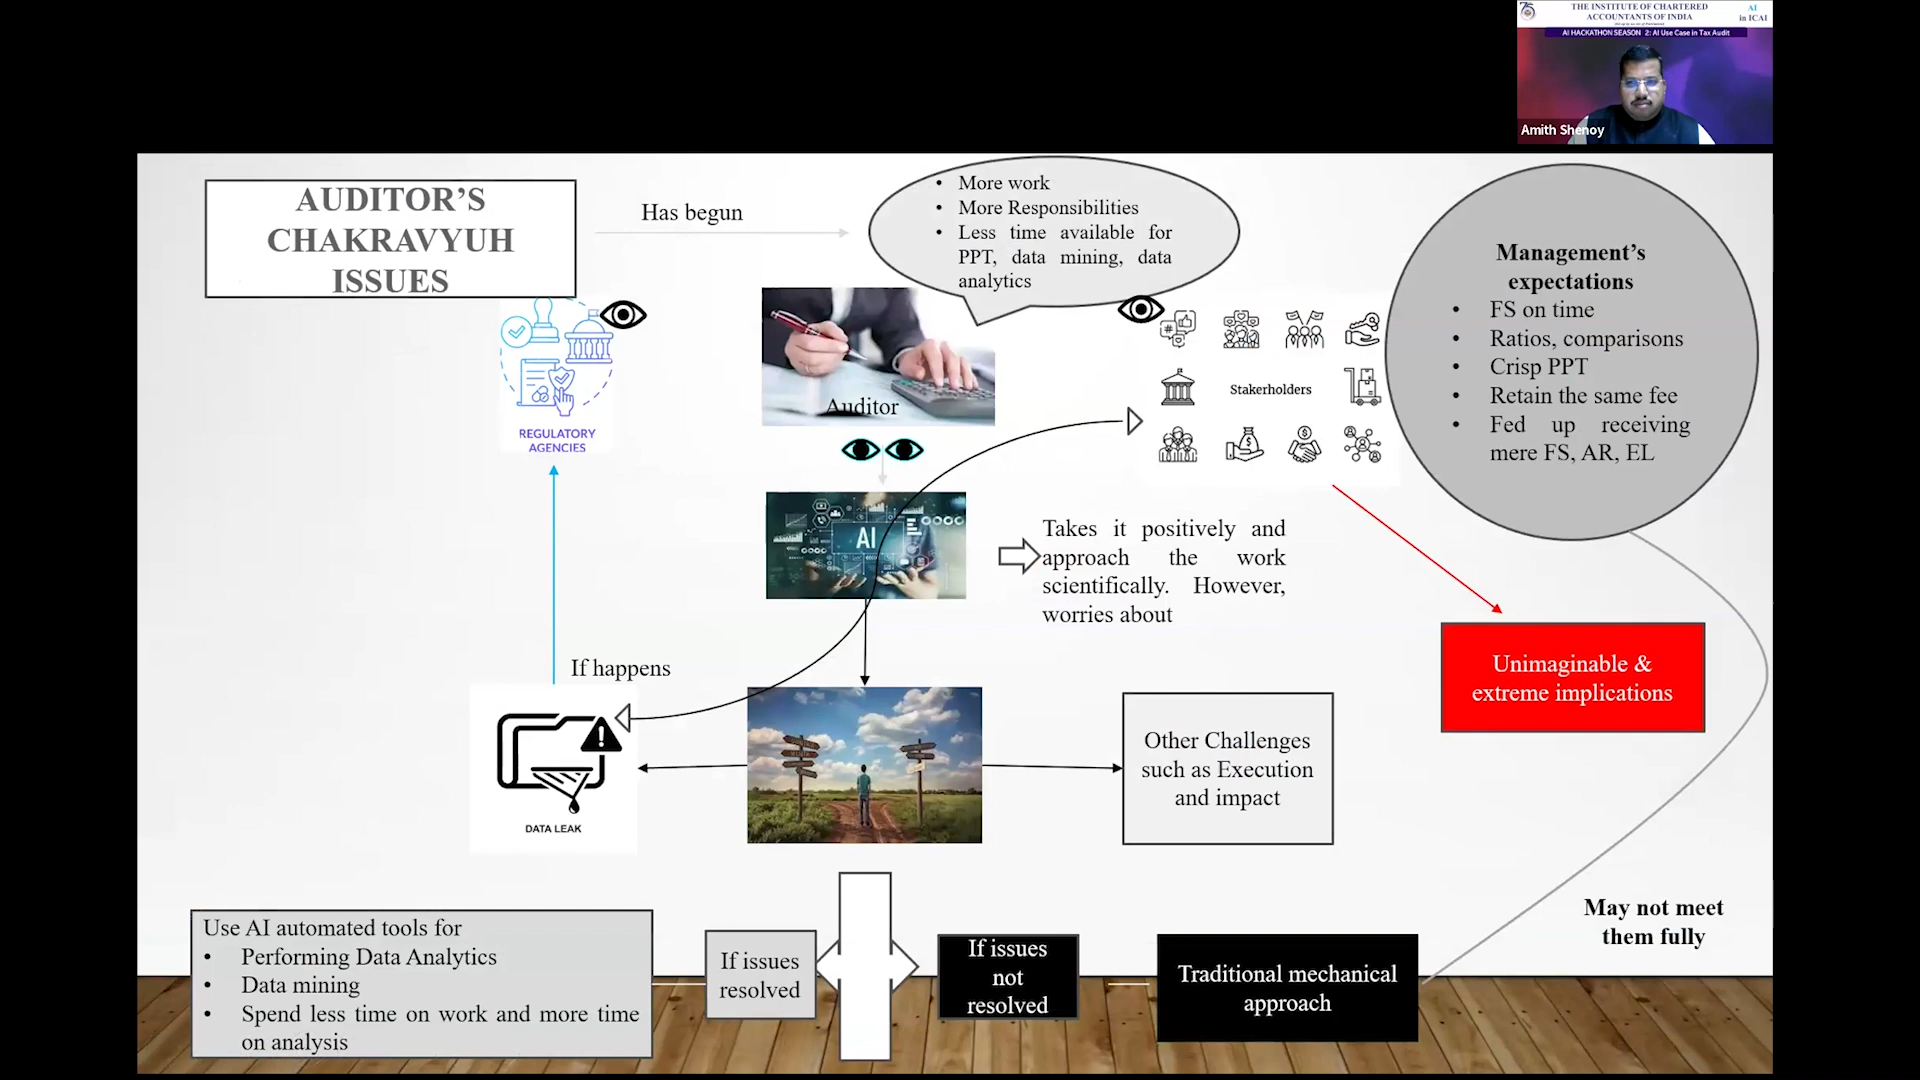 THE INSTITUTE OF CHARTERED
ACCOUNTANTS OF INDIA
AI
in ICAI
AI HACKATHON SEASON 2: AI Use Case in Tax Audit
Amith Shenoy
AUDITOR’S
CHAKRAVYUH
ISSUES
Has begun
• More work
• More Responsibilities
• Less time available for
PPT, data mining, data
analytics
Management’s
expectations
• FS on time
• Ratios, comparisons
• Crisp PPT
• Retain the same fee
• Fed up receiving
mere FS, AR, EL
REGULATORY
AGENCIES
Auditor
Stakerholders
AI
Takes it positively and
approach the work
scientifically. However,
worries about
If happens
Unimaginable &
extreme implications
DATA LEAK
Other Challenges
such as Execution
and impact
May not meet
them fully
Use AI automated tools for
• Performing Data Analytics
• Data mining
• Spend less time on work and more time
on analysis
If issues
resolved
If issues
not
resolved
Traditional mechanical
approach